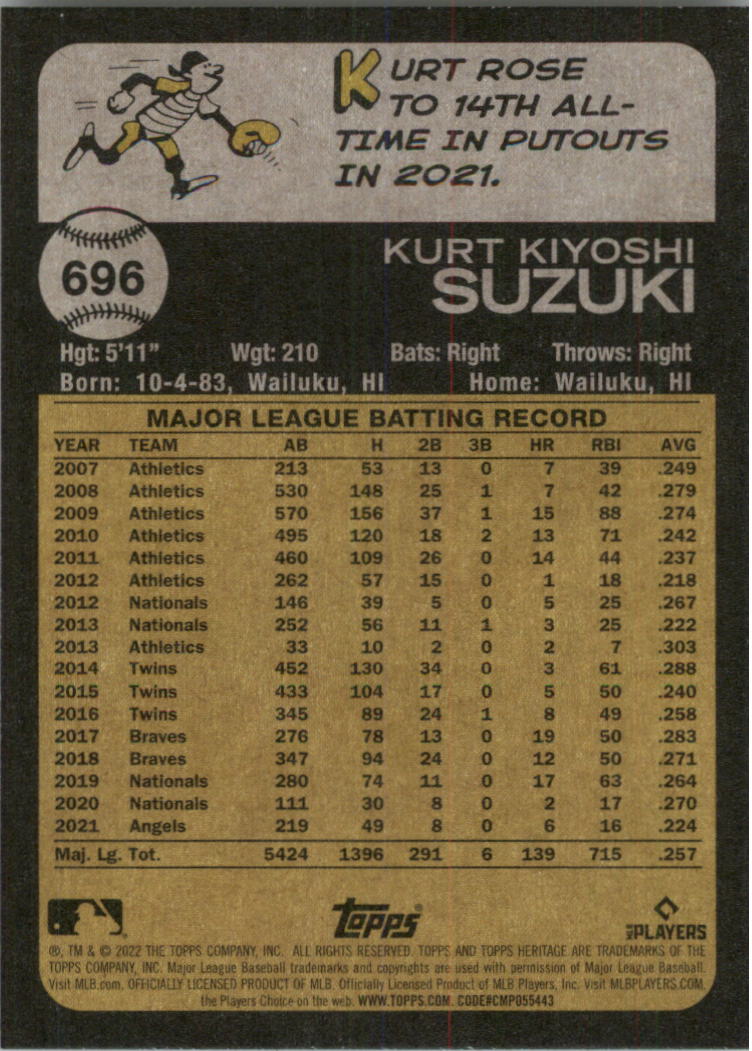 KURT ROSE
TO 14TH ALL-
TIME IN PUTOUTS
IN 2021.
696
KURT KIYOSHI
SUZUKI
Hgt: 5'11" Wgt: 210 Bats: Right Throws: Right
Born: 10-4-83, Wailuku, HI Home: Wailuku, HI
MAJOR LEAGUE BATTING RECORD
YEAR TEAM AB H 2B 3B HR RBI AVG
2007 Athletics 213 53 13 0 7 39 .249
2008 Athletics 530 148 25 1 7 42 .279
2009 Athletics 570 156 37 1 15 88 .274
2010 Athletics 495 120 18 2 13 71 .242
2011 Athletics 460 109 26 0 14 44 .237
2012 Athletics 262 57 15 0 1 18 .218
2012 Nationals 146 39 5 0 5 25 .267
2013 Nationals 252 56 11 1 3 25 .222
2013 Athletics 33 10 2 0 2 7 .303
2014 Twins 452 130 34 0 3 61 .288
2015 Twins 433 104 17 0 5 50 .240
2016 Twins 345 89 24 1 8 49 .258
2017 Braves 276 78 13 0 19 50 .283
2018 Braves 347 94 24 0 12 50 .271
2019 Nationals 280 74 11 0 17 63 .264
2020 Nationals 111 30 8 0 2 17 .270
2021 Angels 219 49 8 0 6 16 .224
Maj. Lg. Tot. 5424 1396 291 6 139 715 .257
topps®
MLB PLAYERS
®, TM & © 2022 THE TOPPS COMPANY, INC. ALL RIGHTS RESERVED. TOPPS AND TOPPS HERITAGE ARE TRADEMARKS OF THE
TOPPS COMPANY, INC. Major League Baseball trademarks and copyrights are used with permission of Major League Baseball.
Visit MLB.com. OFFICIALLY LICENSED PRODUCT OF MLB. Officially Licensed Product of MLB Players, Inc. Visit MLBPLAYERS.COM,
the Players Choice on the web. WWW.TOPPS.COM. CODE#CMP055443